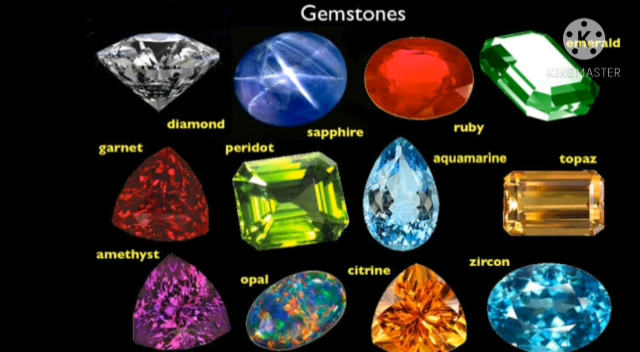 Gemstones
emerald
KINEMASTER
diamond
sapphire
ruby
garnet
peridot
aquamarine
topaz
amethyst
opal
citrine
zircon